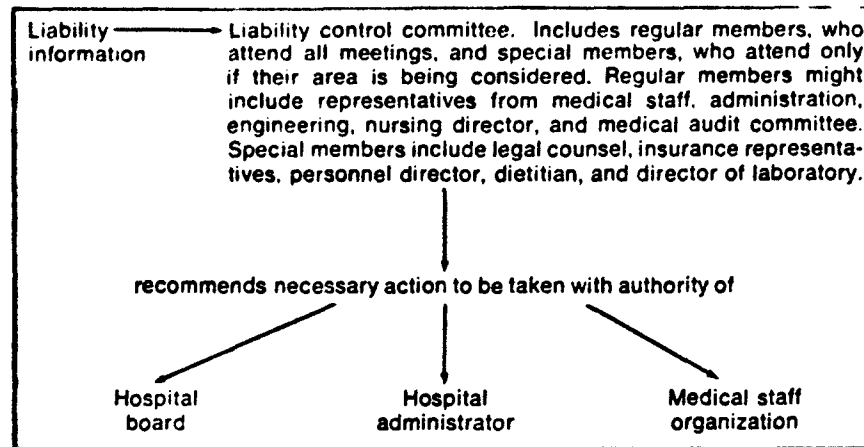 Liability
information
Liability control committee. Includes regular members, who
attend all meetings, and special members, who attend only
if their area is being considered. Regular members might
include representatives from medical staff, administration,
engineering, nursing director, and medical audit committee.
Special members include legal counsel, insurance representa-
tives, personnel director, dietitian, and director of laboratory.
recommends necessary action to be taken with authority of
Hospital
board
Hospital
administrator
Medical staff
organization